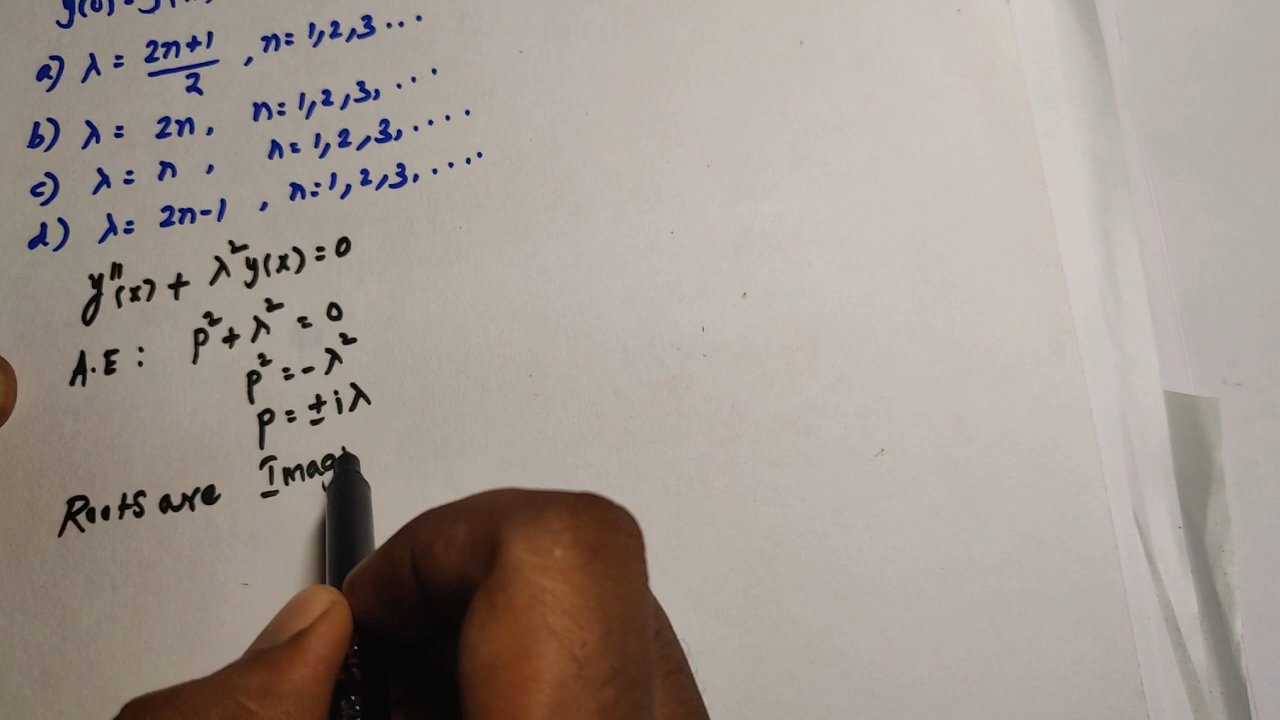 a) λ = 2n+1/2 , n = 1,2,3...
b) λ = 2n, n = 1,2,3, ...
c) λ = n , n = 1,2,3, ....
d) λ = 2n-1 , n = 1,2,3, ....
y"(x) + λ²y(x) = 0
A.E : p² + λ² = 0
p² = -λ²
p = ±iλ
Roots are Imag